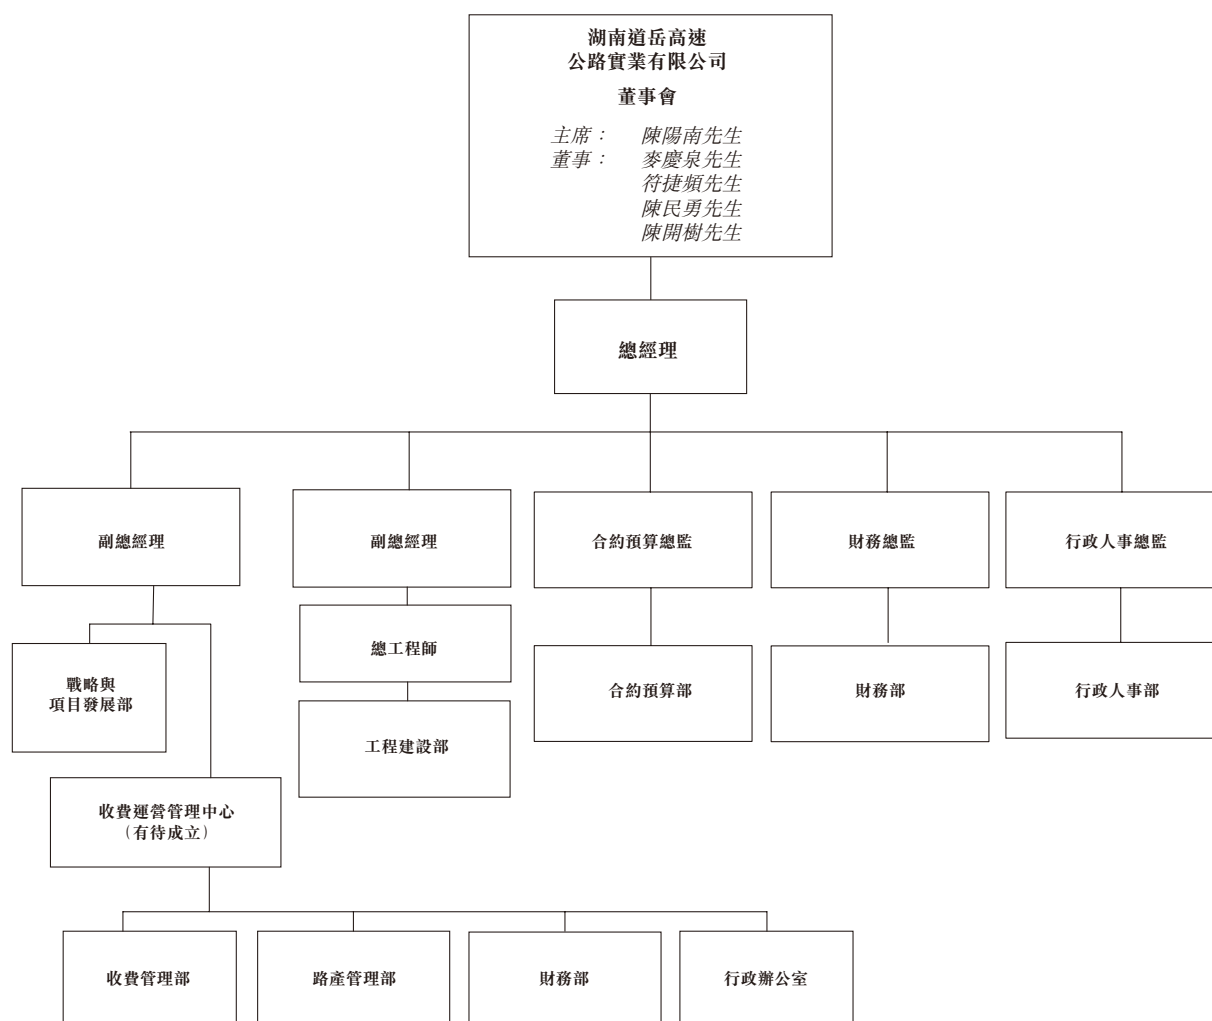 湖南道岳高速
公路實業有限公司
董事會
主席： 陳陽南先生
董事： 麥慶泉先生
符捷頻先生
陳民勇先生
陳開樹先生
總經理
副總經理
副總經理
合約預算總監
財務總監
行政人事總監
總工程師
戰略與
項目發展部
合約預算部
財務部
行政人事部
工程建設部
收費運營管理中心
（有待成立）
收費管理部
路產管理部
財務部
行政辦公室